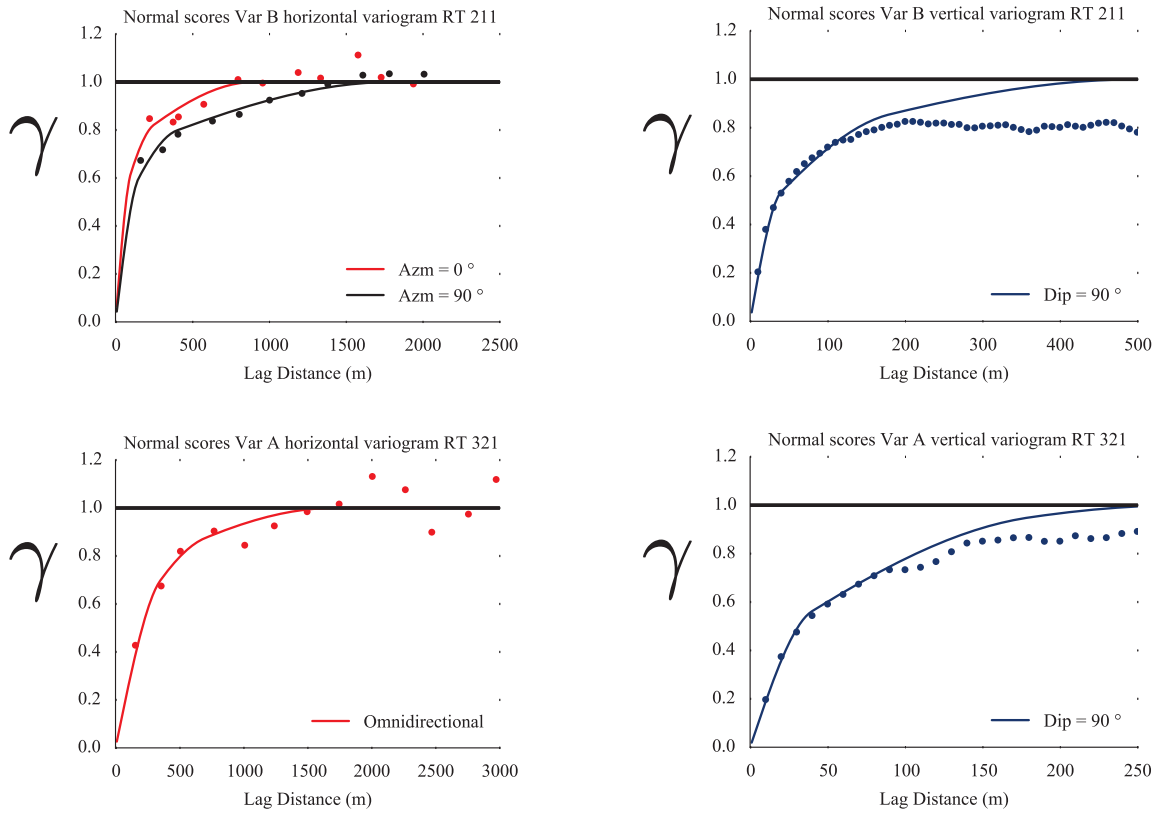 Normal scores Var B horizontal variogram RT 211
γ
1.2
1.0
0.8
0.6
0.4
0.2
0.0
Azm = 0 °
Azm = 90 °
0 500 1000 1500 2000 2500
Lag Distance (m)
Normal scores Var B vertical variogram RT 211
γ
1.2
1.0
0.8
0.6
0.4
0.2
0.0
Dip = 90 °
0 100 200 300 400 500
Lag Distance (m)
Normal scores Var A horizontal variogram RT 321
γ
1.2
1.0
0.8
0.6
0.4
0.2
0.0
Omnidirectional
0 500 1000 1500 2000 2500 3000
Lag Distance (m)
Normal scores Var A vertical variogram RT 321
γ
1.2
1.0
0.8
0.6
0.4
0.2
0.0
Dip = 90 °
0 50 100 150 200 250
Lag Distance (m)